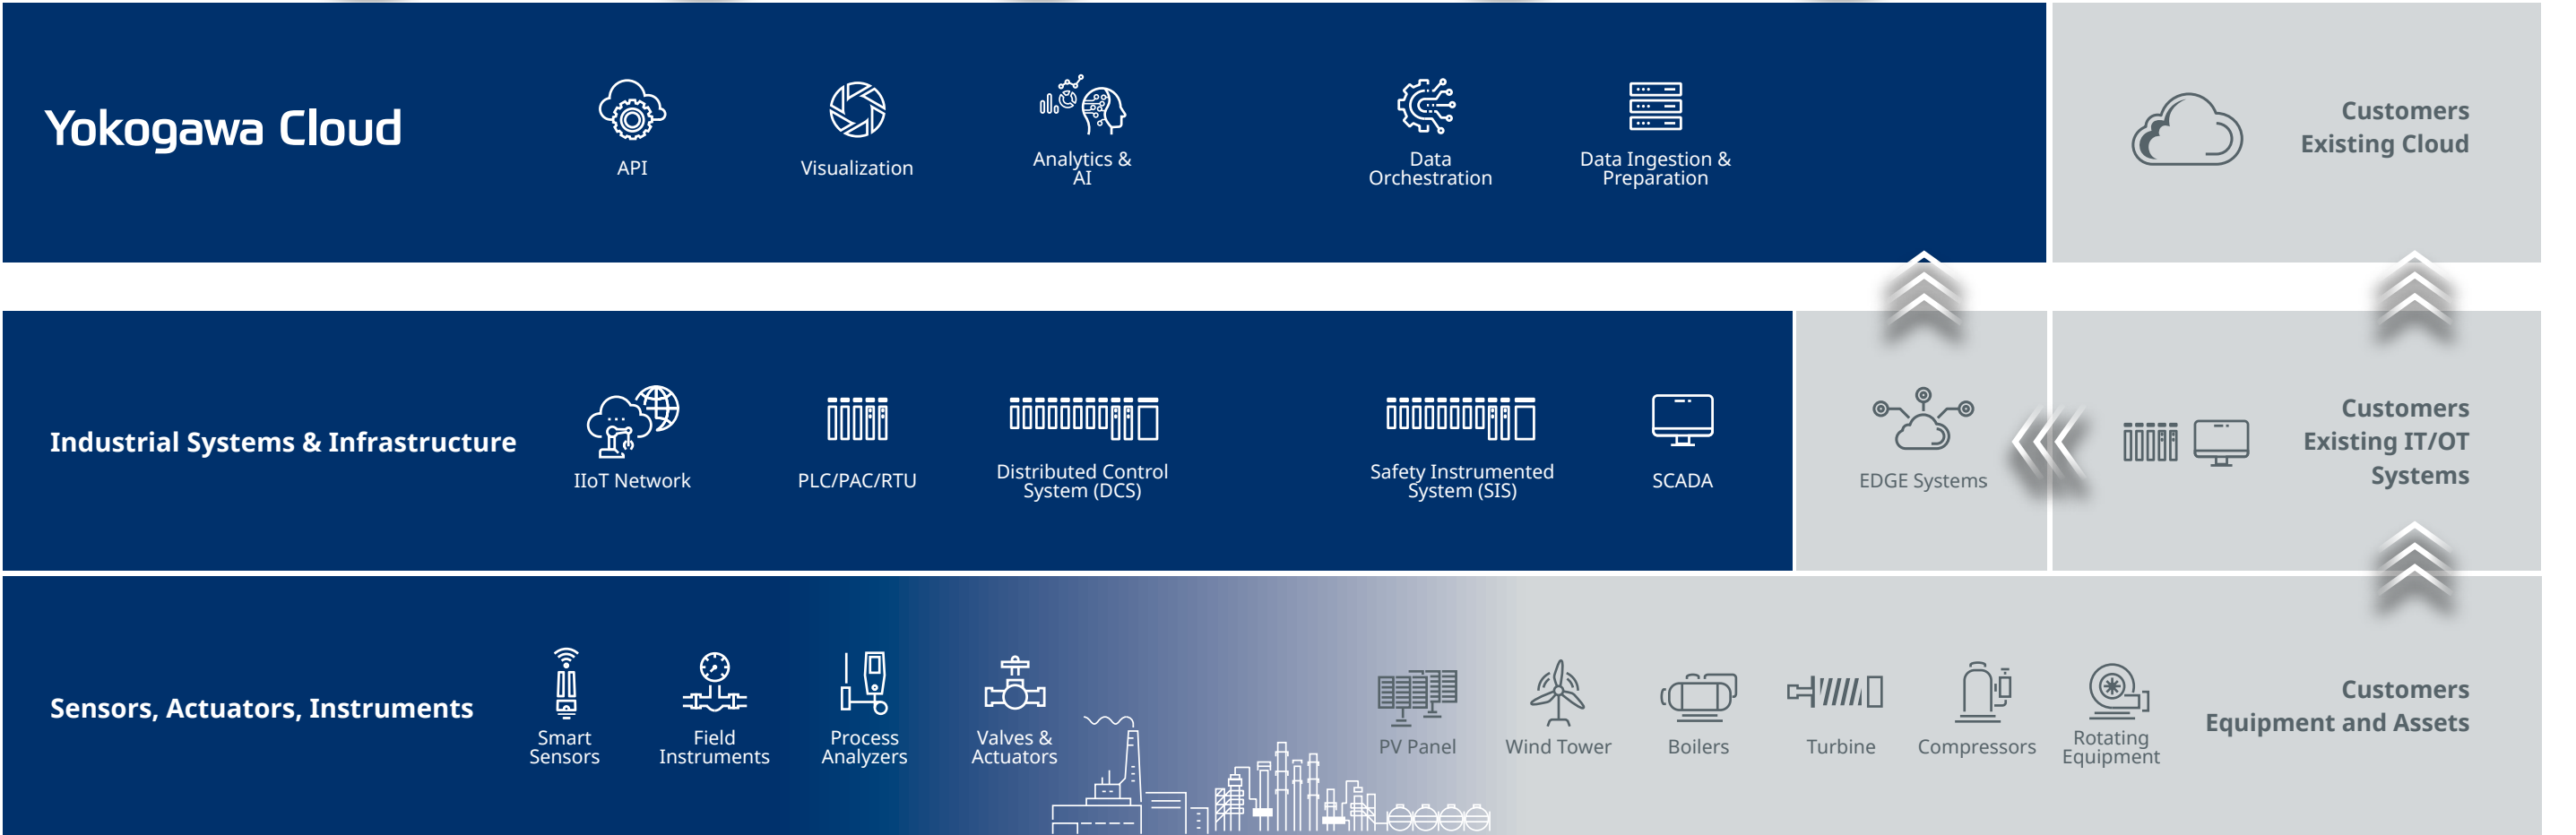 Yokogawa Cloud
API
Visualization
Analytics &
AI
Data
Orchestration
Data Ingestion &
Preparation
Customers
Existing Cloud
Industrial Systems & Infrastructure
IIoT Network
PLC/PAC/RTU
Distributed Control
System (DCS)
Safety Instrumented
System (SIS)
SCADA
EDGE Systems
Customers
Existing IT/OT
Systems
Sensors, Actuators, Instruments
Smart
Sensors
Field
Instruments
Process
Analyzers
Valves &
Actuators
PV Panel
Wind Tower
Boilers
Turbine
Compressors
Rotating
Equipment
Customers
Equipment and Assets